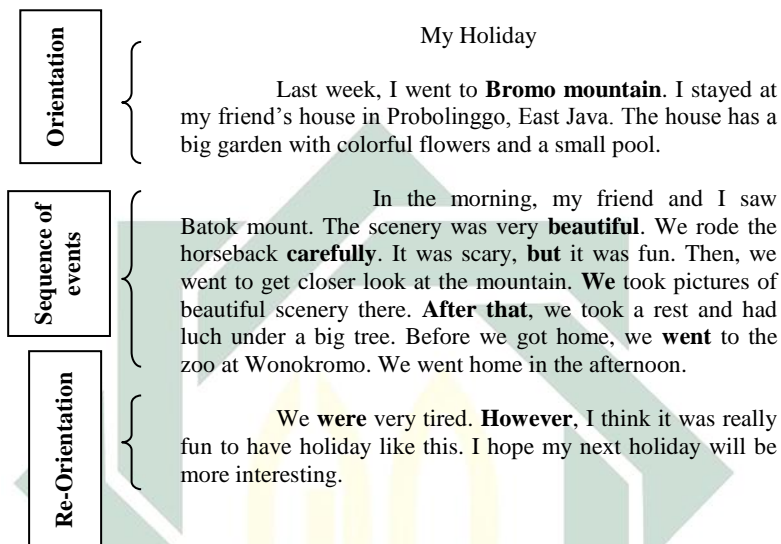 My Holiday
Orientation
Last week, I went to Bromo mountain. I stayed at
my friend's house in Probolinggo, East Java. The house has a
big garden with colorful flowers and a small pool.
Sequence of
events
In the morning, my friend and I saw
Batok mount. The scenery was very beautiful. We rode the
horseback carefully. It was scary, but it was fun. Then, we
went to get closer look at the mountain. We took pictures of
beautiful scenery there. After that, we took a rest and had
luch under a big tree. Before we got home, we went to the
zoo at Wonokromo. We went home in the afternoon.
Re-Orientation
We were very tired. However, I think it was really
fun to have holiday like this. I hope my next holiday will be
more interesting.